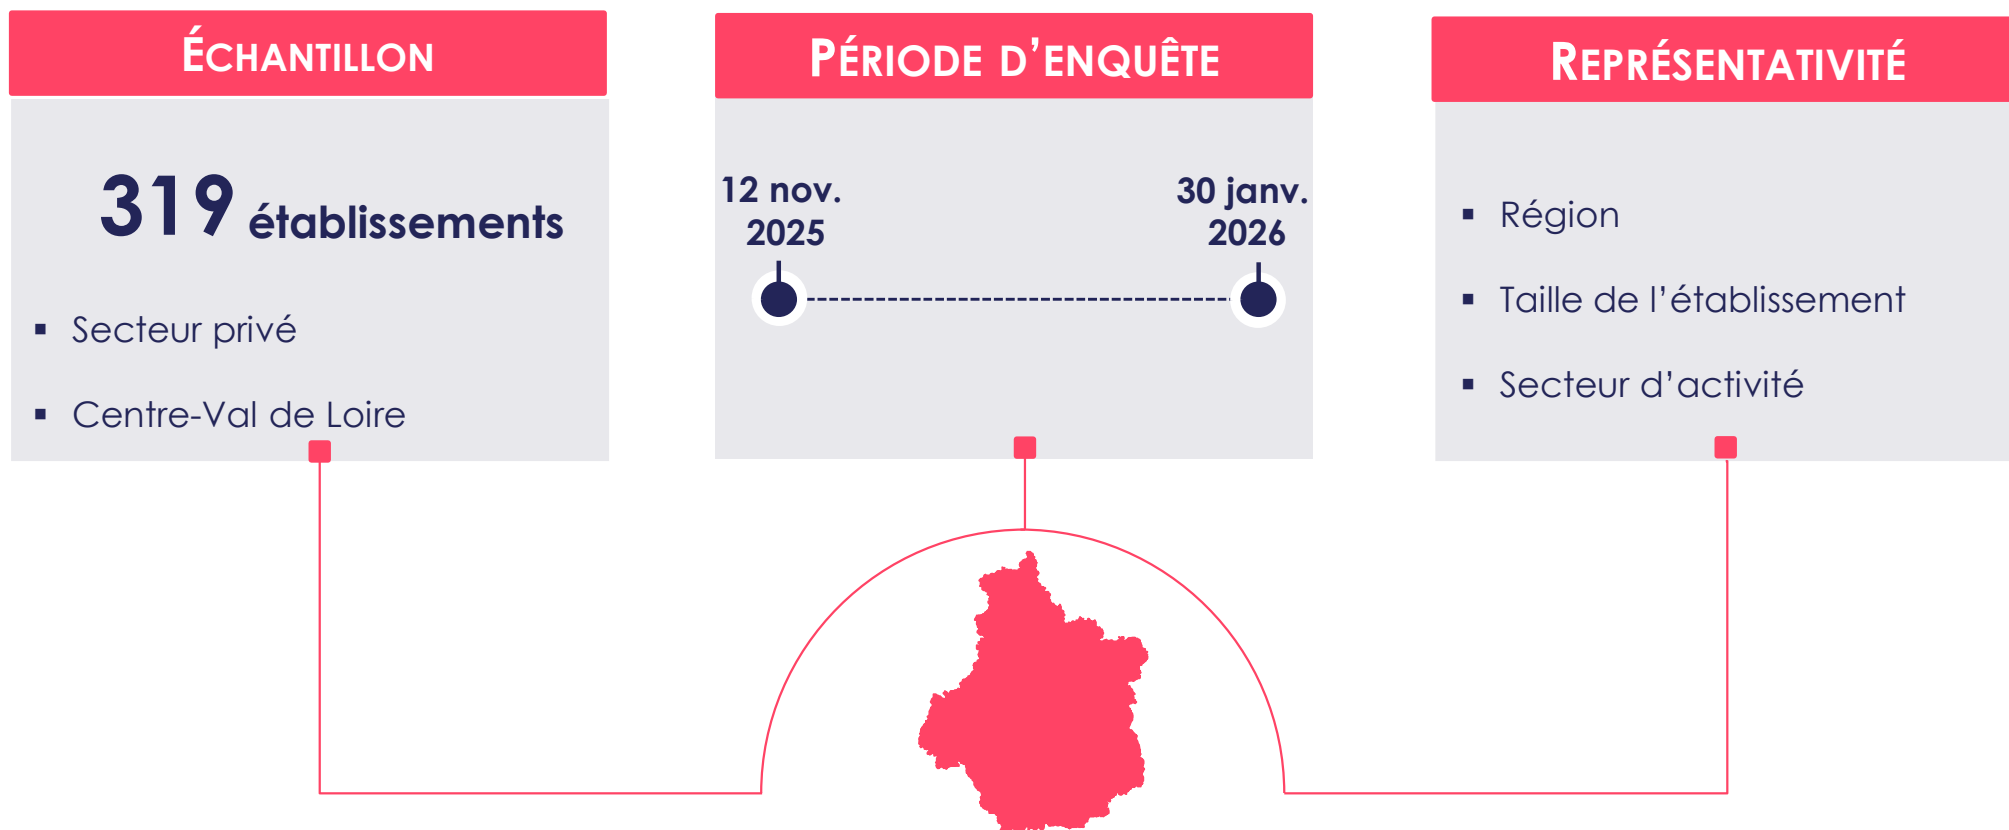 ÉCHANTILLON
319 établissements
▪ Secteur privé
▪ Centre-Val de Loire
PÉRIODE D’ENQUÊTE
12 nov.
2025
30 janv.
2026
REPRÉSENTATIVITÉ
▪ Région
▪ Taille de l’établissement
▪ Secteur d’activité